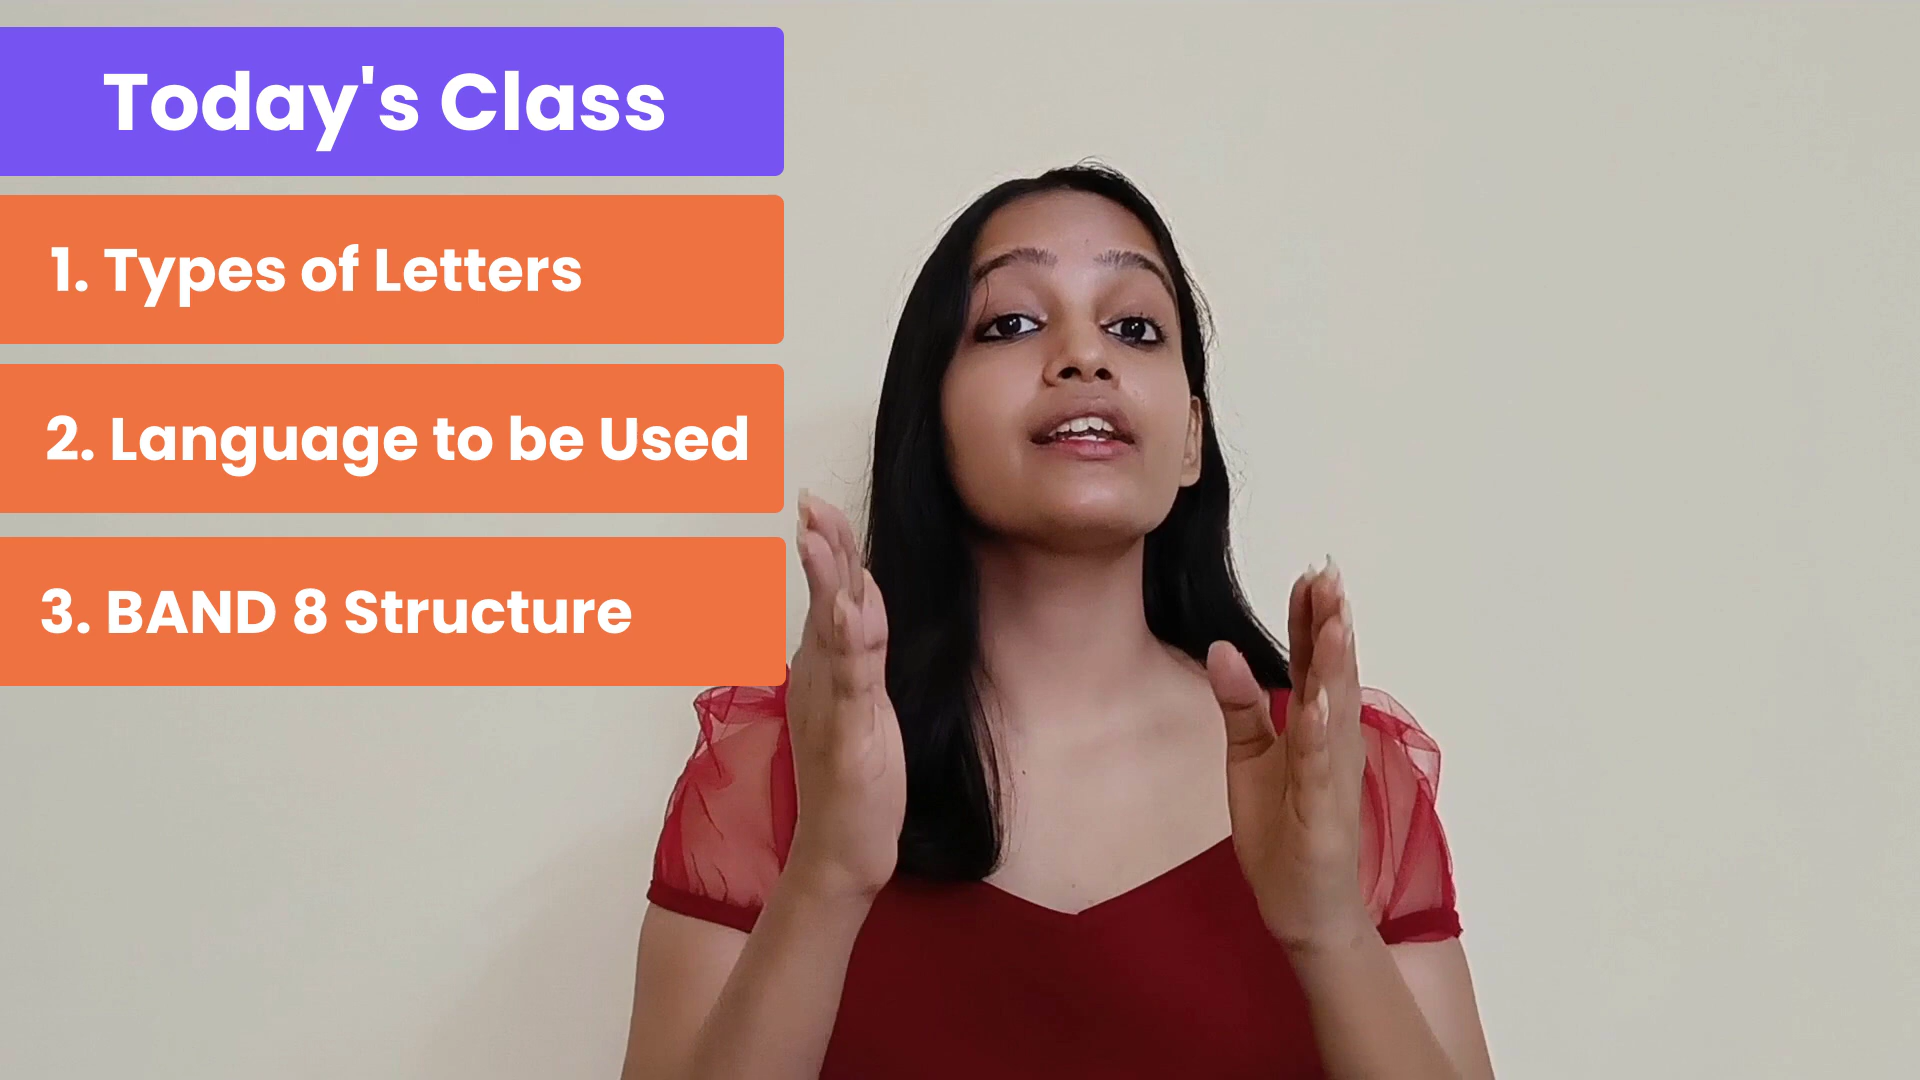 Today's Class
1. Types of Letters
2. Language to be Used
3. BAND 8 Structure